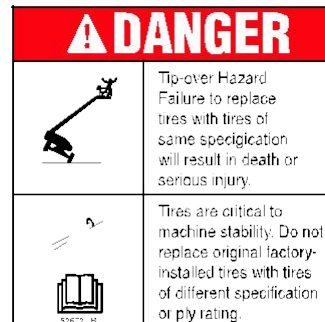 DANGER
Tip-over Hazard
Failure to replace
tires with tires of
same specigication
will result in death or
serious injury.
Tires are critical to
machine stability. Do not
replace original factory-
installed tires with tires
of different specification
or ply rating.